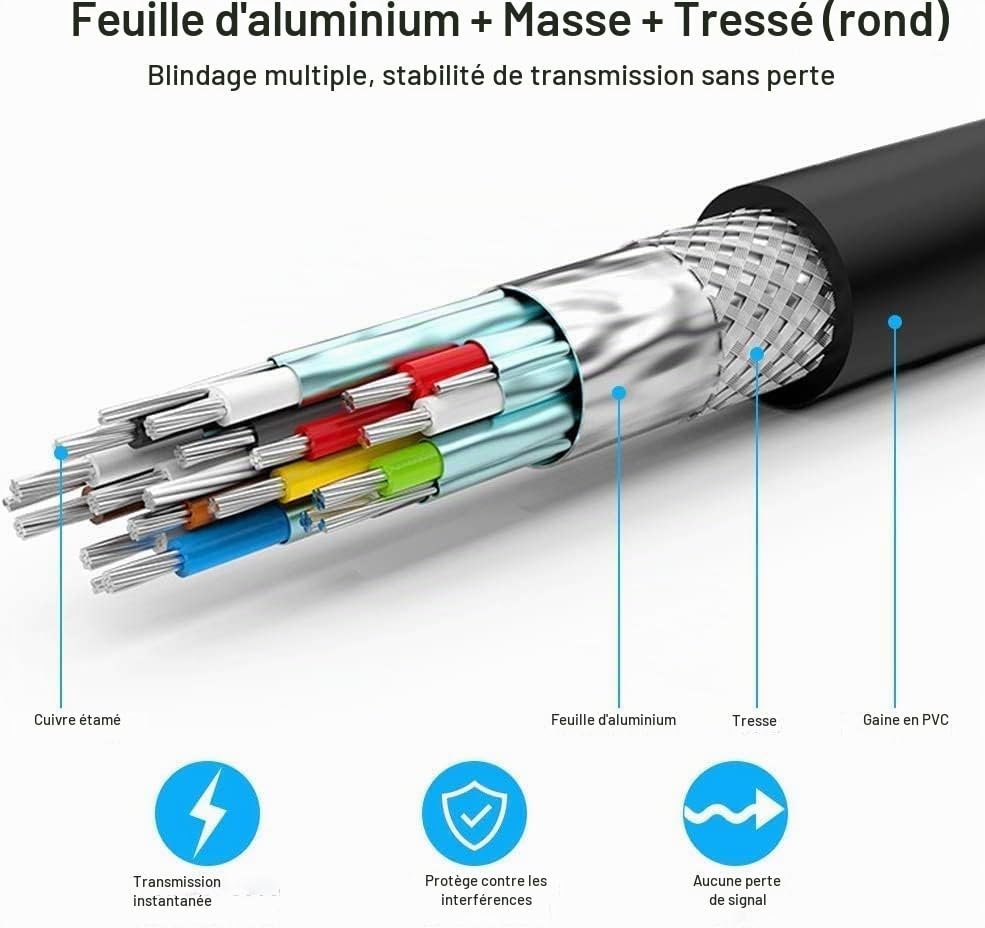 Feuille d'aluminium + Masse + Tressé (rond)
Blindage multiple, stabilité de transmission sans perte
Cuivre étamé
Feuille d'aluminium
Tresse
Gaine en PVC
Transmission
instantanée
Protège contre les
interférences
Aucune perte
de signal